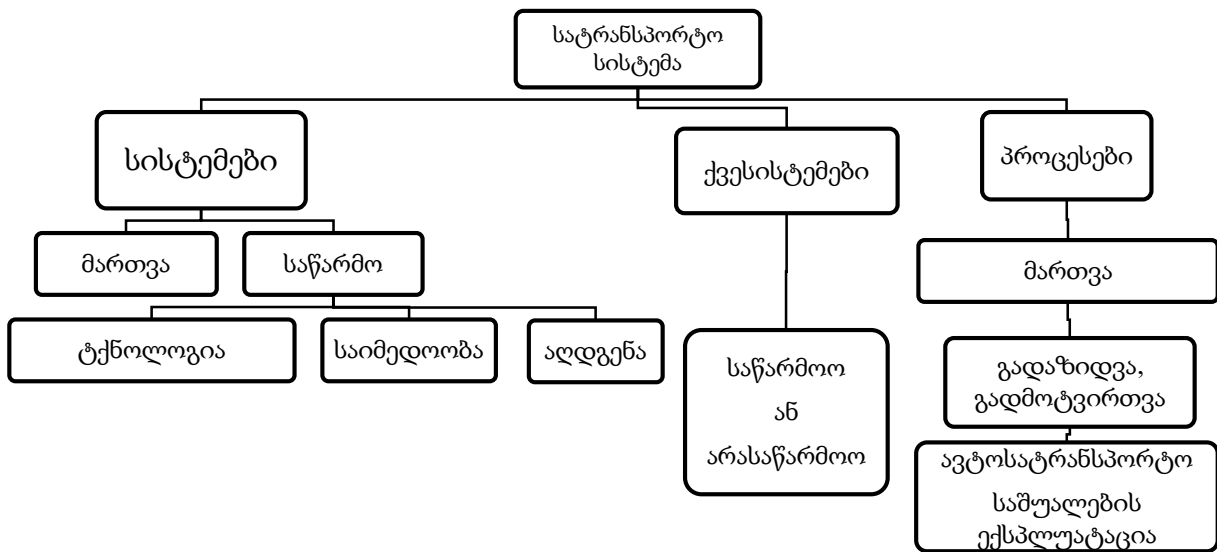 სატრანსპორტო
სისტემა
სისტემები
ქვესისტემები
პროცესები
მართვა
საწარმო
მართვა
ტქნოლოგია
საიმედოობა
აღდგენა
საწარმოო
ან
არასაწარმოო
გადაზიდვა,
გადმოტვირთვა
ავტოსატრანსპორტო
საშუალების
ექსპლუატაცია